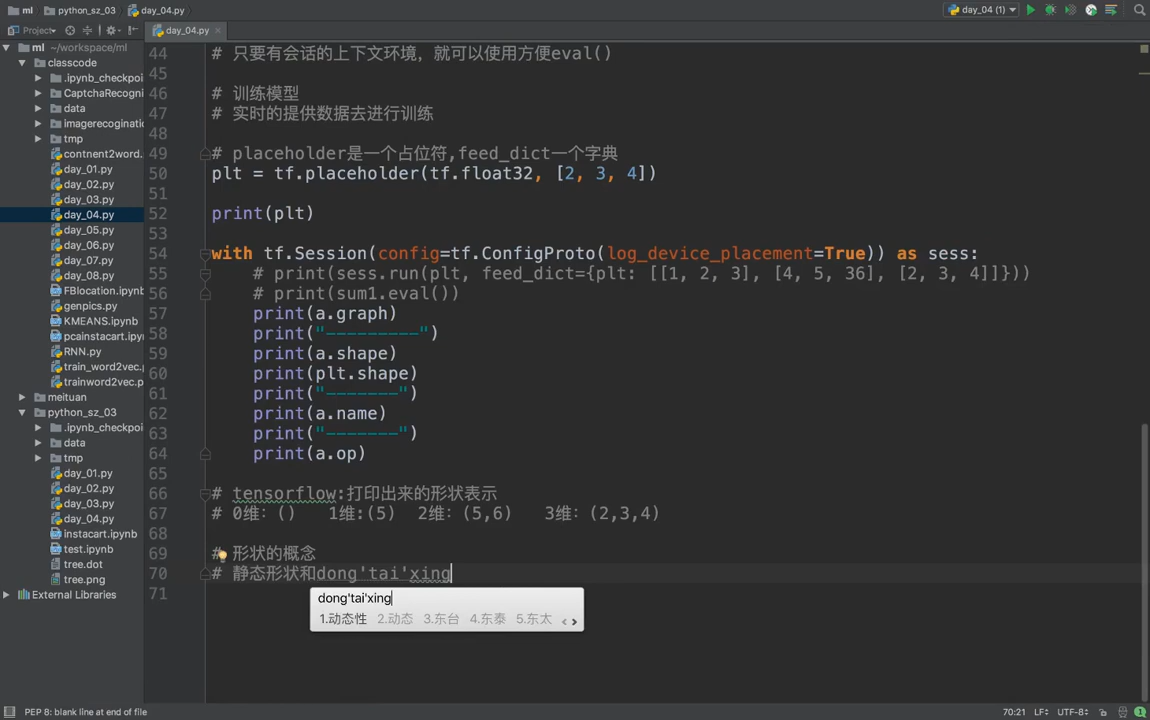 ml
python_sz_03
day_04.py
day_04 (1)
Project
day_04.py
ml ~/workspace/ml
classcode
.ipynb_checkpoi
CaptchaRecogni
data
imagerecoginatio
tmp
contnent2word.
day_01.py
day_02.py
day_03.py
day_04.py
day_05.py
day_06.py
day_07.py
day_08.py
FBlocation.ipynb
genpics.py
KMEANS.ipynb
pcainstacart.ipyn
RNN.py
train_word2vec.p
trainword2vec.p
meituan
python_sz_03
.ipynb_checkpoi
data
tmp
day_01.py
day_02.py
day_03.py
day_04.py
instacart.ipynb
test.ipynb
tree.dot
tree.png
External Libraries
44 # 只要有会话的上下文环境，就可以使用方便eval()
45
46 # 训练模型
47 # 实时的提供数据去进行训练
48
49 # placeholder是一个占位符,feed_dict一个字典
50 plt = tf.placeholder(tf.float32, [2, 3, 4])
51
52 print(plt)
53
54 with tf.Session(config=tf.ConfigProto(log_device_placement=True)) as sess:
55     # print(sess.run(plt, feed_dict={plt: [[1, 2, 3], [4, 5, 36], [2, 3, 4]]}))
56     # print(sum1.eval())
57     print(a.graph)
58     print("---------")
59     print(a.shape)
60     print(plt.shape)
61     print("-------")
62     print(a.name)
63     print("-------")
64     print(a.op)
65
66 # tensorflow:打印出来的形状表示
67 # 0维：()   1维:(5)  2维：(5,6)   3维：(2,3,4)
68
69 # 形状的概念
70 # 静态形状和dong'tai'xing
71
dong'tai'xing
1.动态性 2.动态 3.东台 4.东泰 5.东太
PEP 8: blank line at end of file
70:21 LF UTF-8 1